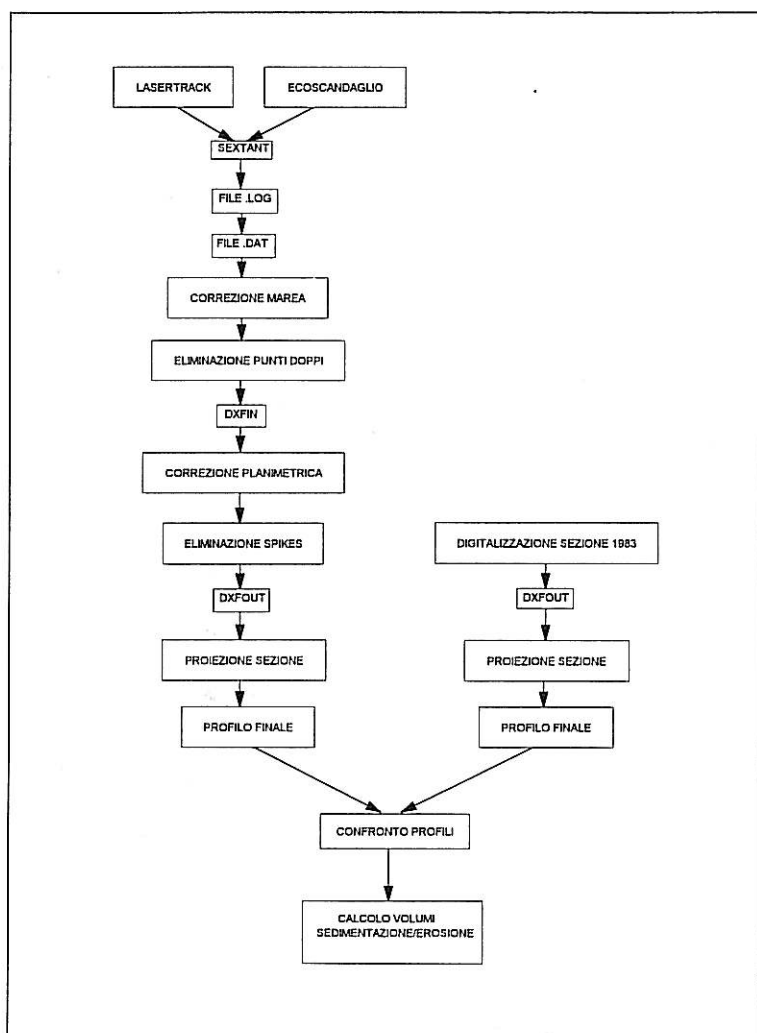 LASERTRACK
ECOSCANDAGLIO
SEXTANT
FILE .LOG
FILE .DAT
CORREZIONE MAREA
ELIMINAZIONE PUNTI DOPPI
DXFIN
CORREZIONE PLANIMETRICA
ELIMINAZIONE SPIKES
DXFOUT
PROIEZIONE SEZIONE
PROFILO FINALE
DIGITALIZZAZIONE SEZIONE 1983
DXFOUT
PROIEZIONE SEZIONE
PROFILO FINALE
CONFRONTO PROFILI
CALCOLO VOLUMI
SEDIMENTAZIONE/EROSIONE